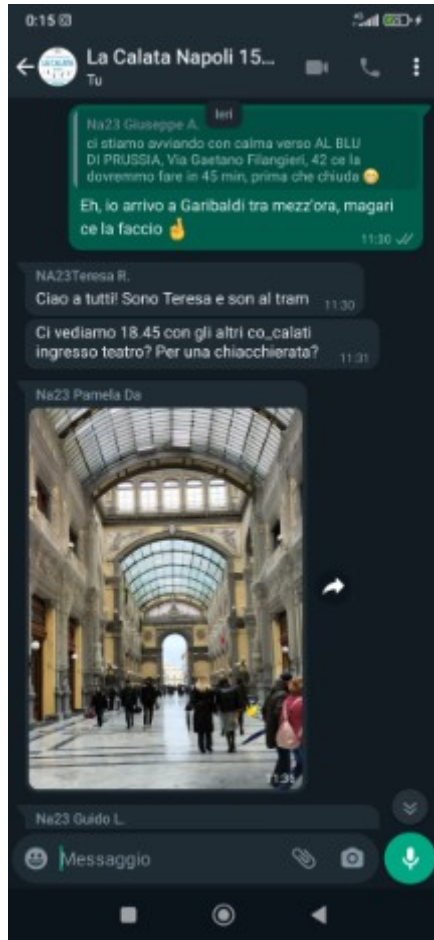 0:15
La Calata Napoli 15...
Tu
Ieri
Na23 Giuseppe A.
ci stiamo avviando con calma verso AL BLU
DI PRUSSIA, Via Gaetano Filangieri, 42 ce la
dovremmo fare in 45 min, prima che chiuda
Eh, io arrivo a Garibaldi tra mezz'ora, magari
ce la faccio
11:30
NA23Teresa R.
Ciao a tutti! Sono Teresa e son al tram 11:30
Ci vediamo 18.45 con gli altri co_calati
ingresso teatro? Per una chiacchierata? 11:31
Na23 Pamela Da
11:36
Na23 Guido L.
Messaggio